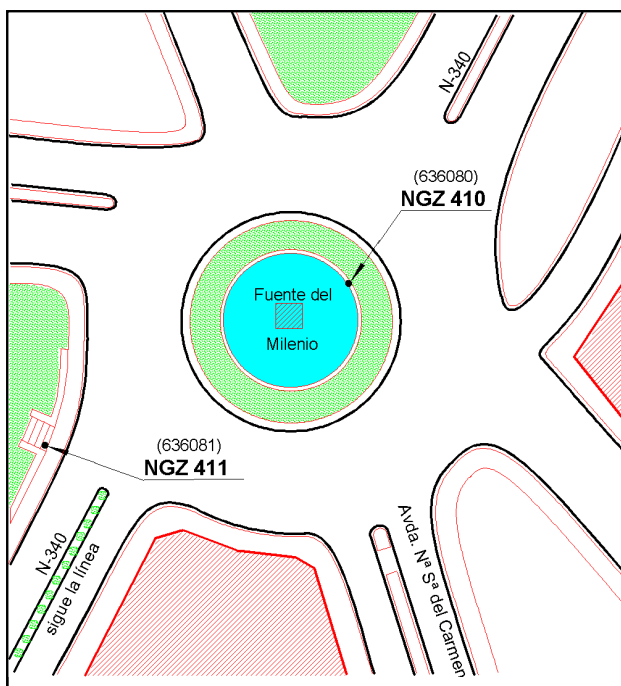 N-340
(636080)
NGZ 410
Fuente del
Milenio
(636081)
NGZ 411
N-340
sigue la línea
Avda. Nª Sª del Carmen